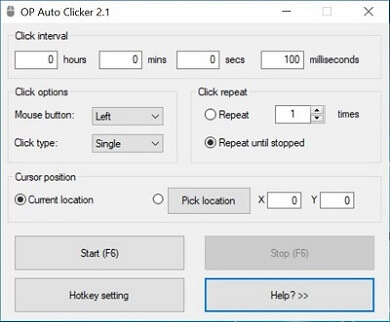 OP Auto Clicker 2.1
Click interval
0 hours 0 mins 0 secs 100 milliseconds
Click options
Mouse button: Left
Click type: Single
Click repeat
Repeat 1 times
Repeat until stopped
Cursor position
Current location Pick location X 0 Y 0
Start (F6) Stop (F6)
Hotkey setting Help? >>